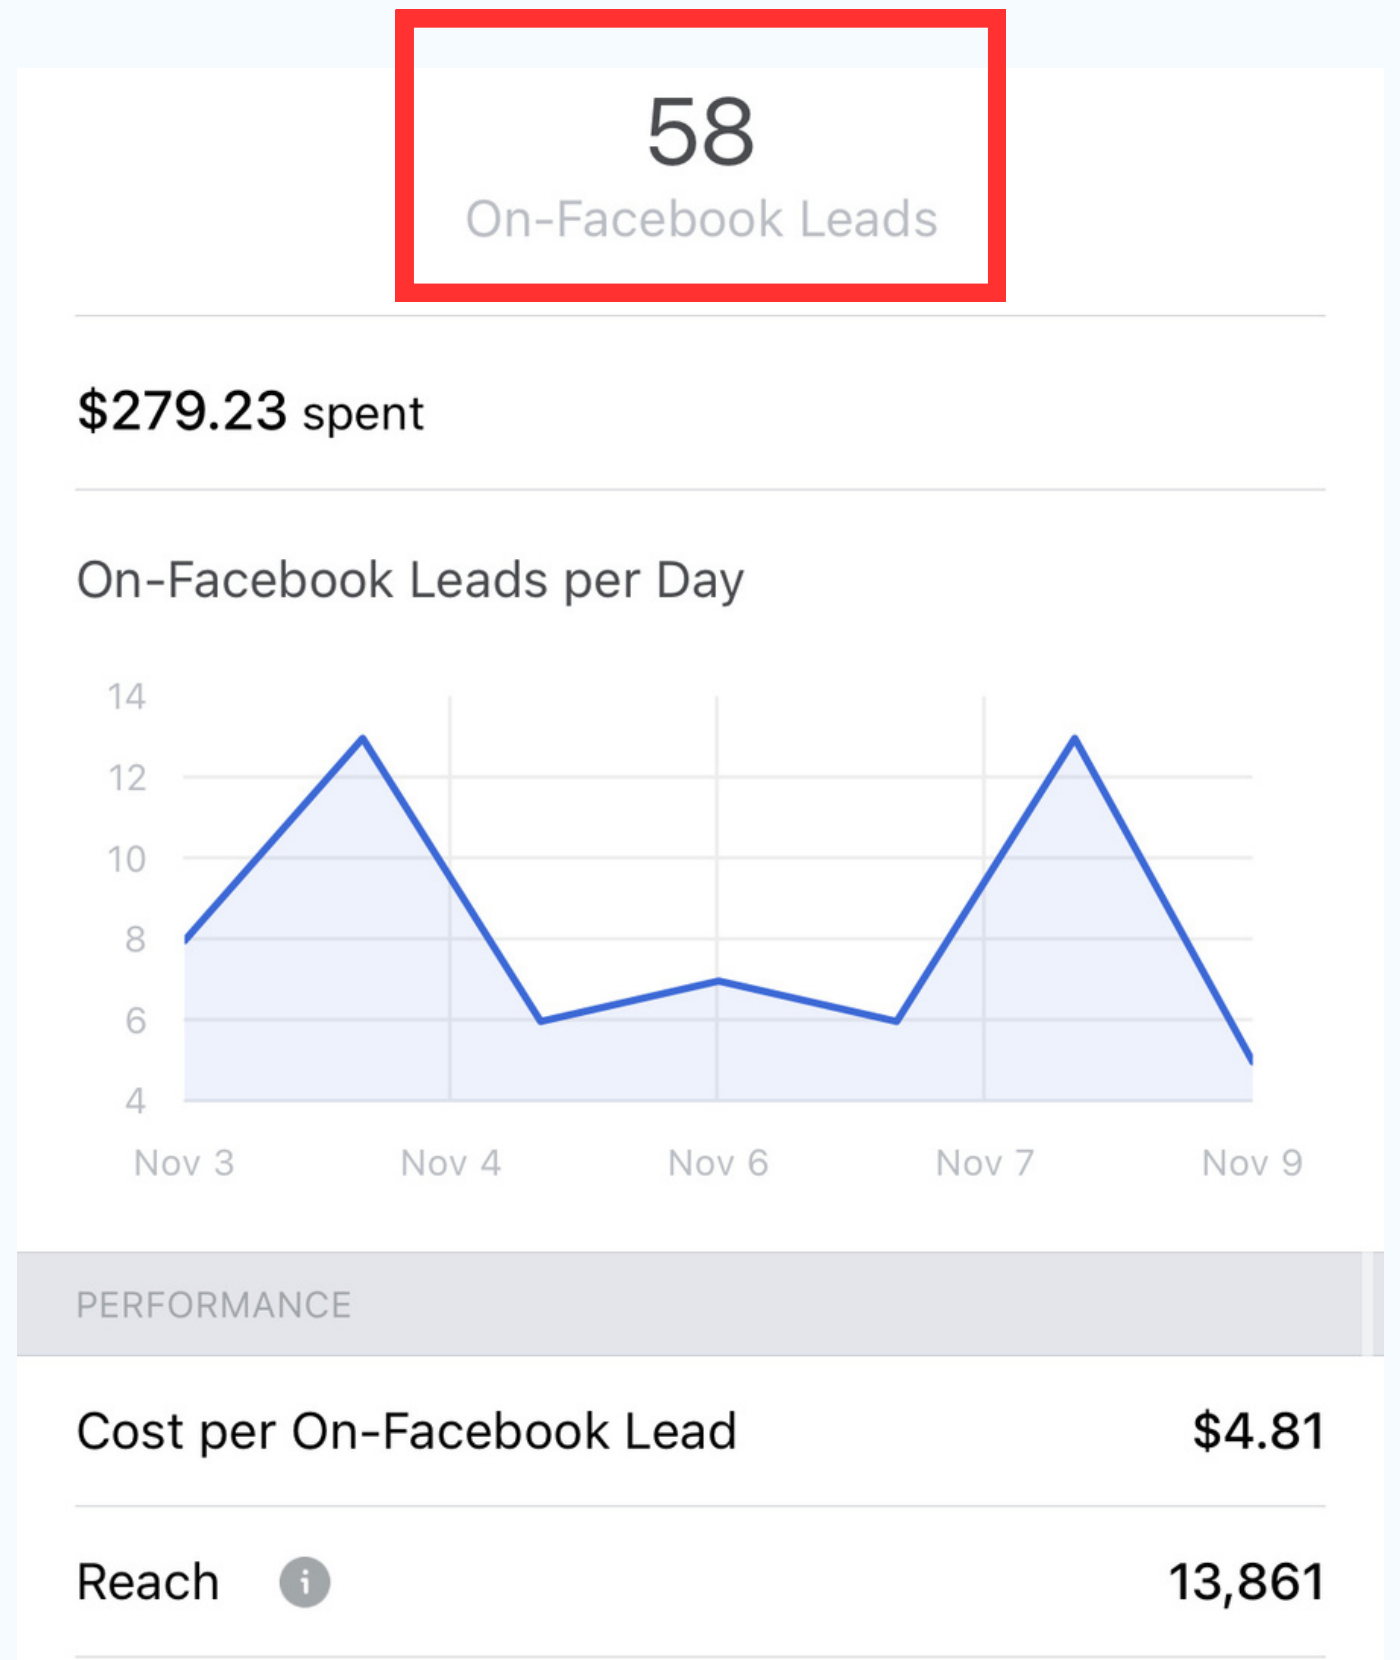 58
On-Facebook Leads
$279.23 spent
On-Facebook Leads per Day
14
12
10
8
6
4
Nov 3 Nov 4 Nov 6 Nov 7 Nov 9
PERFORMANCE
Cost per On-Facebook Lead $4.81
Reach i 13,861